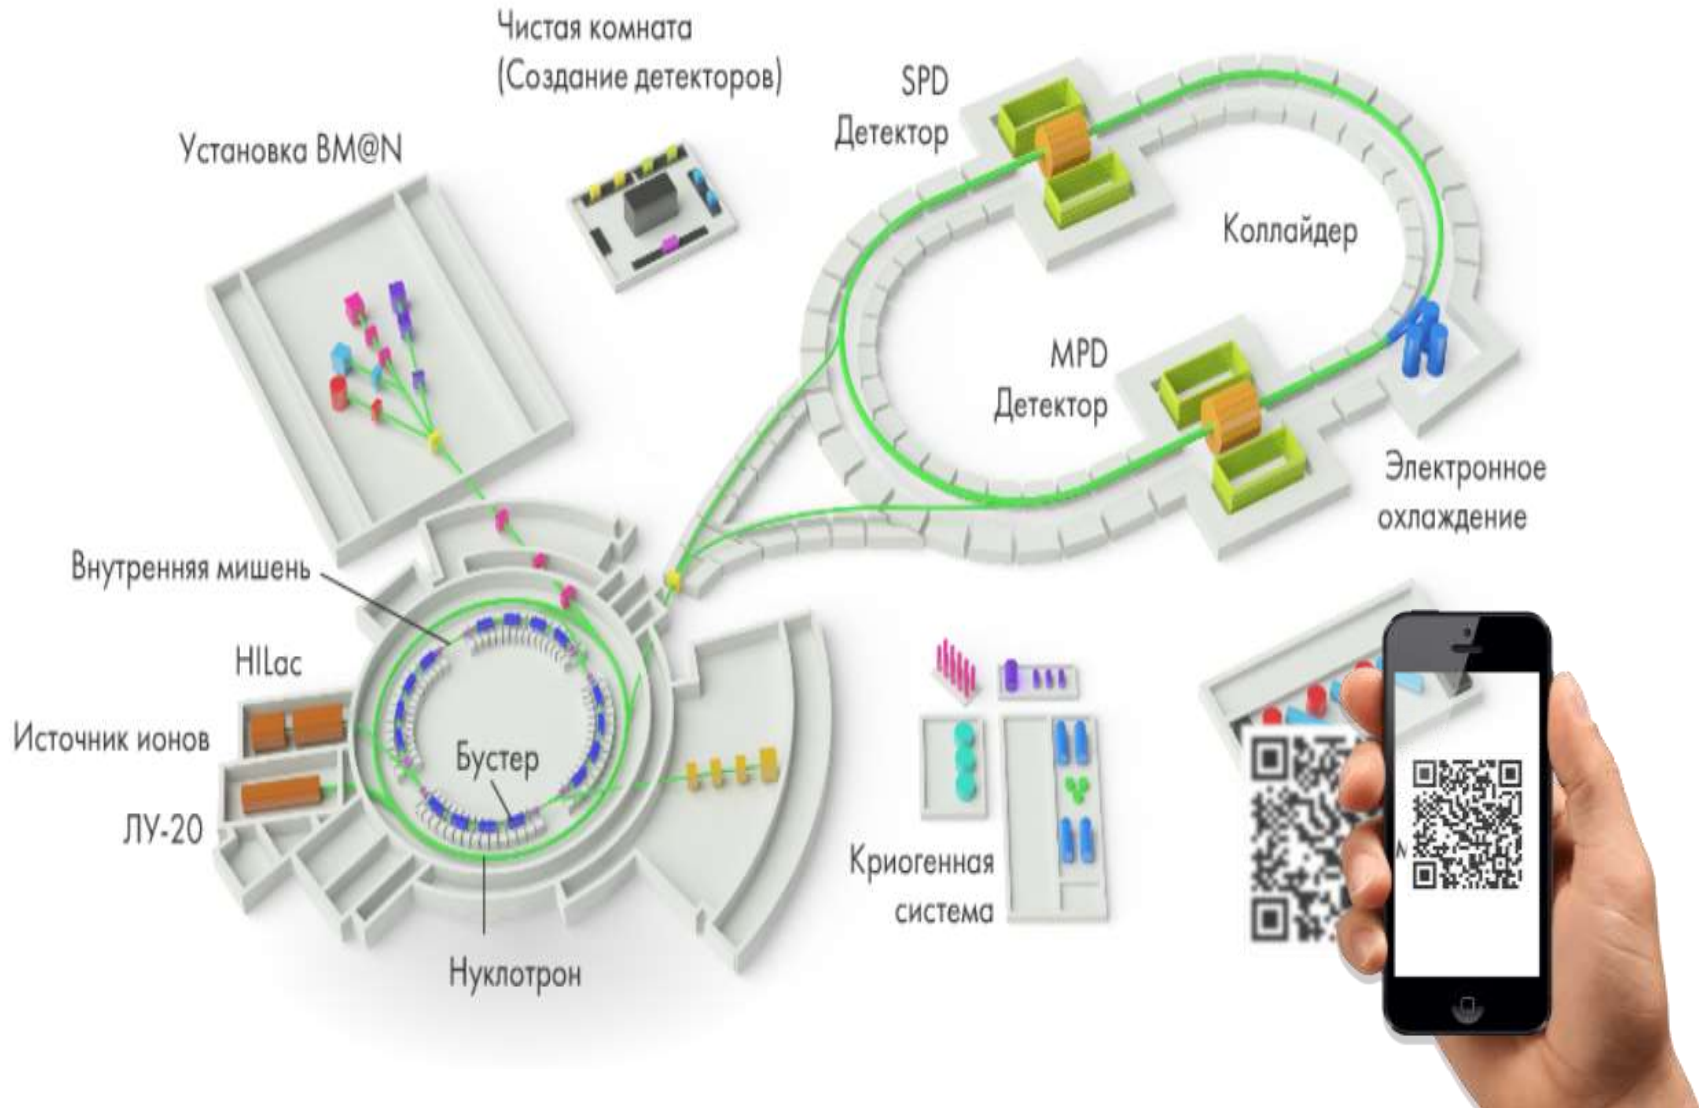 Чистая комната
(Создание детекторов)
SPD
Детектор
Установка BM@N
Коллайдер
MPD
Детектор
Электронное
охлаждение
Внутренняя мишень
HILac
Источник ионов
Бустер
ЛУ-20
Криогенная
система
Нуклотрон